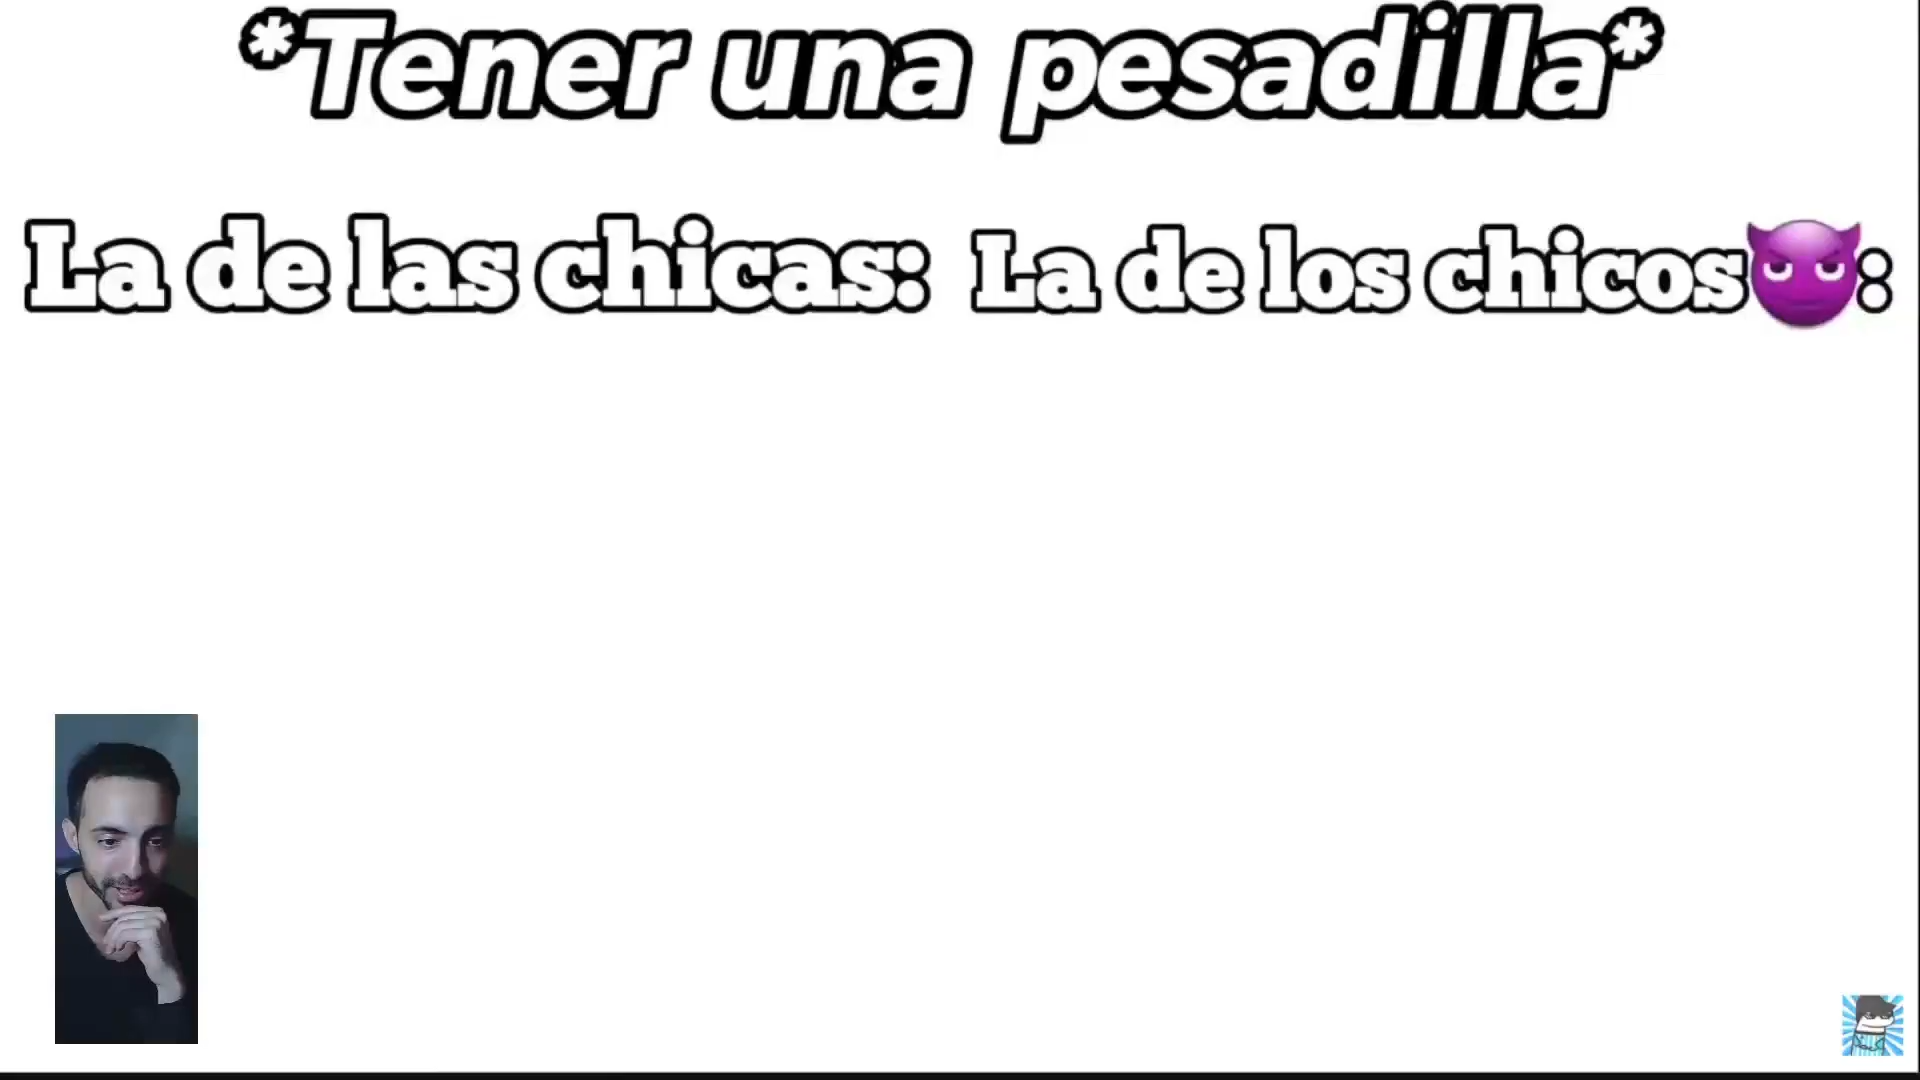 *Tener una pesadilla*
La de las chicas: La de los chicos😈: